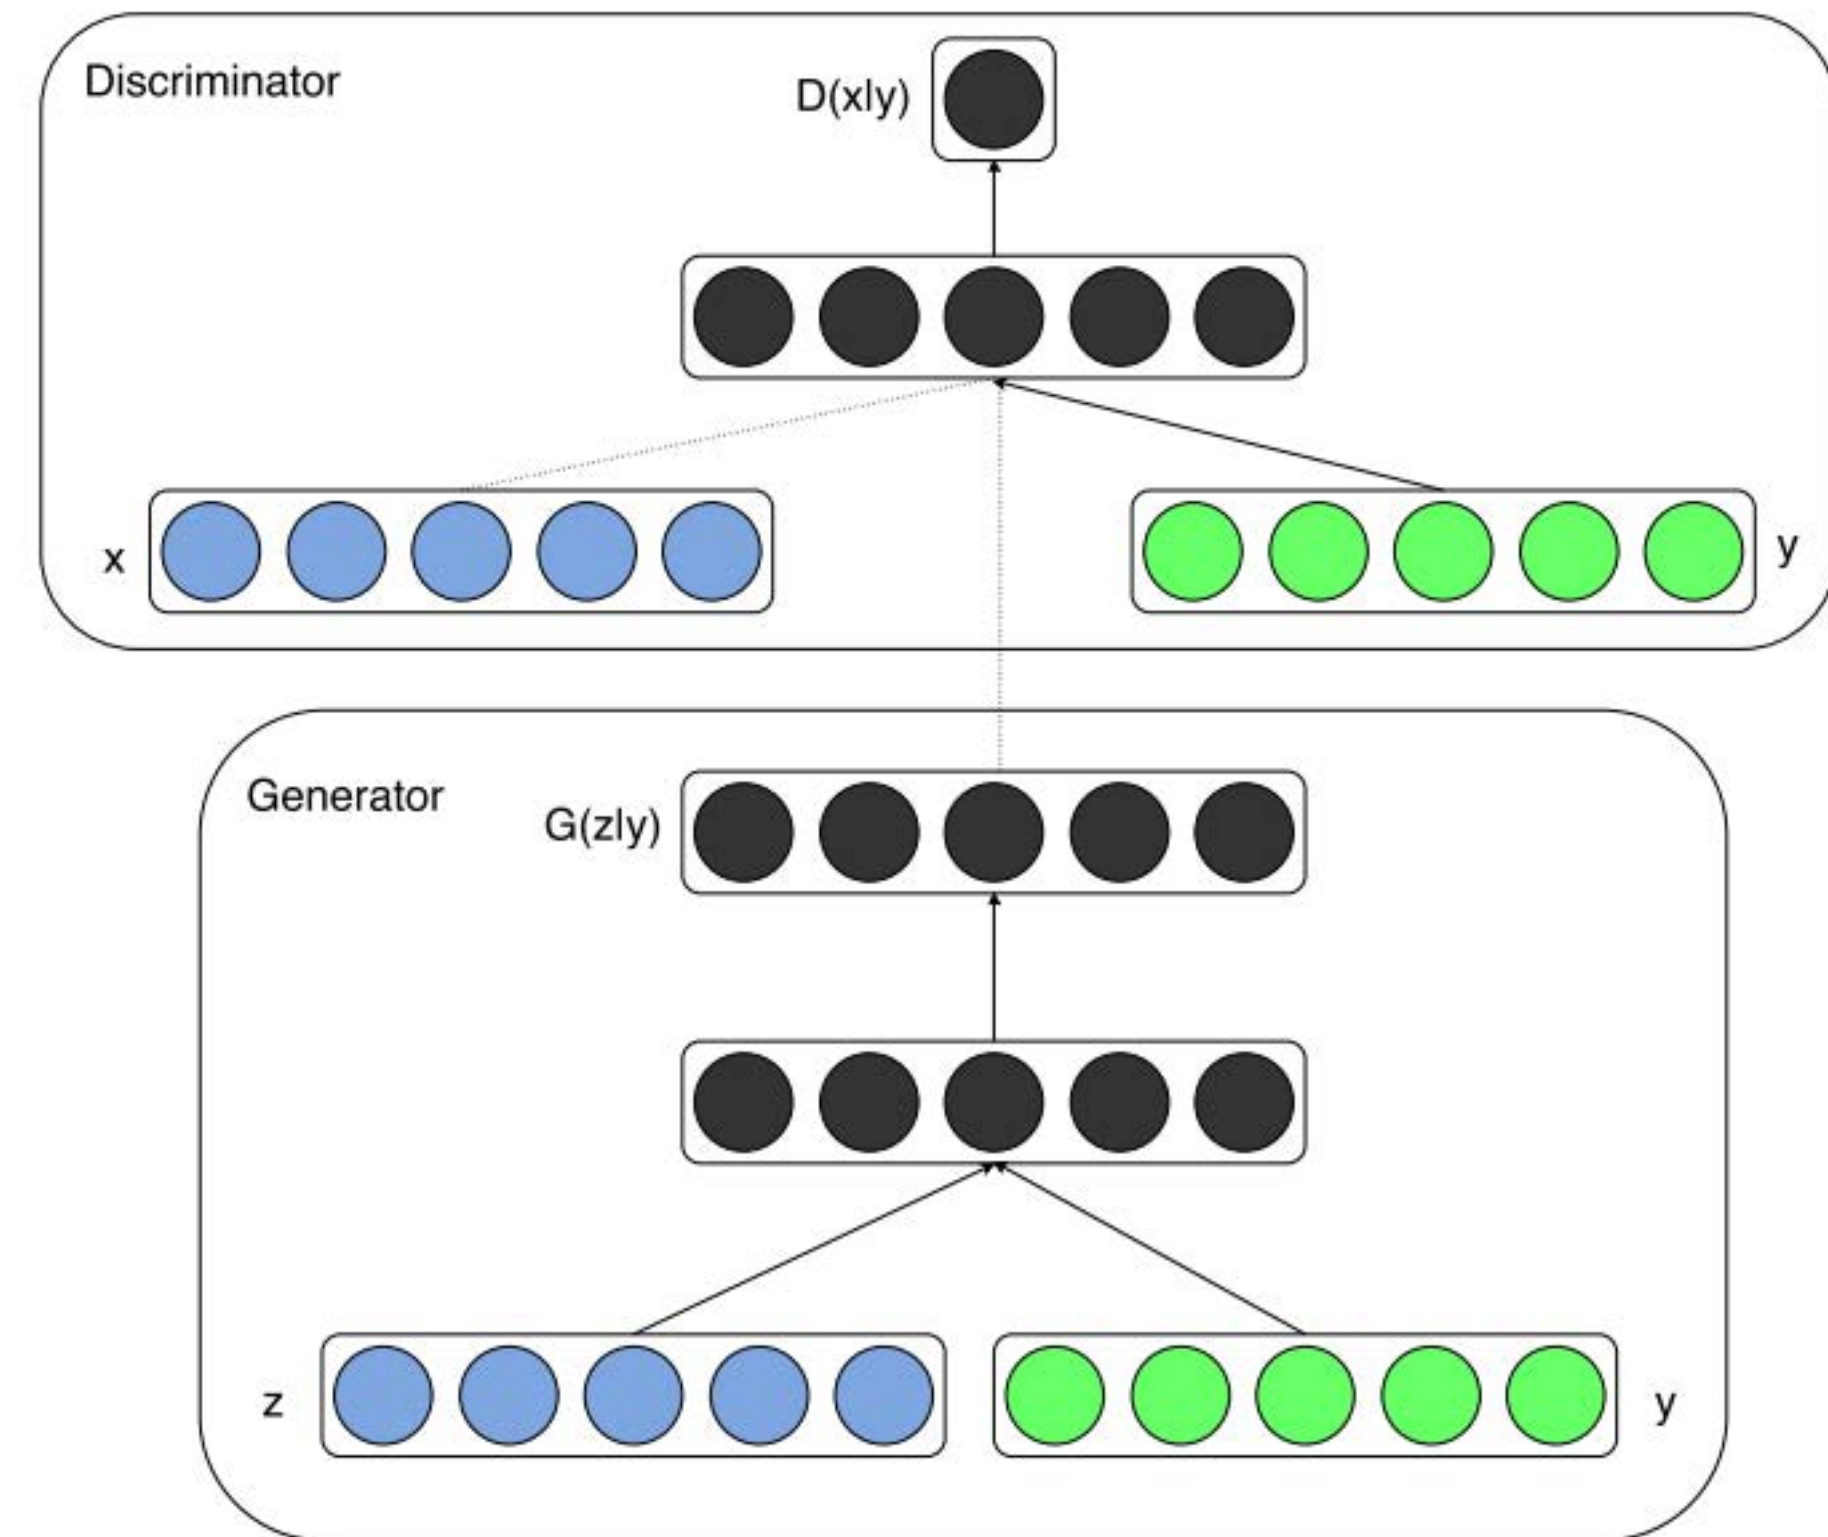 Discriminator
D(x|y)
x
y
Generator
G(z|y)
z
y